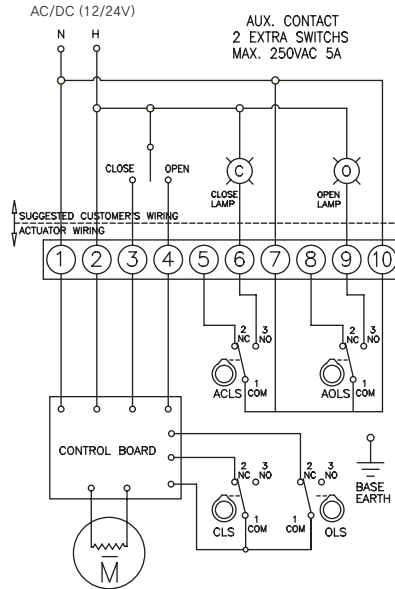 AC/DC (12/24V)
N H
AUX. CONTACT
2 EXTRA SWITCHS
MAX. 250VAC 5A
CLOSE OPEN
C O
CLOSE
LAMP
OPEN
LAMP
SUGGESTED CUSTOMER'S WIRING
ACTUATOR WIRING
1 2 3 4 5 6 7 8 9 10
2
NC
3
NO
1
COM
ACLS
2
NC
3
NO
1
COM
AOLS
CONTROL BOARD
2
NC
3
NO
1
COM
CLS
2
NC
3
NO
1
COM
OLS
BASE
EARTH
M